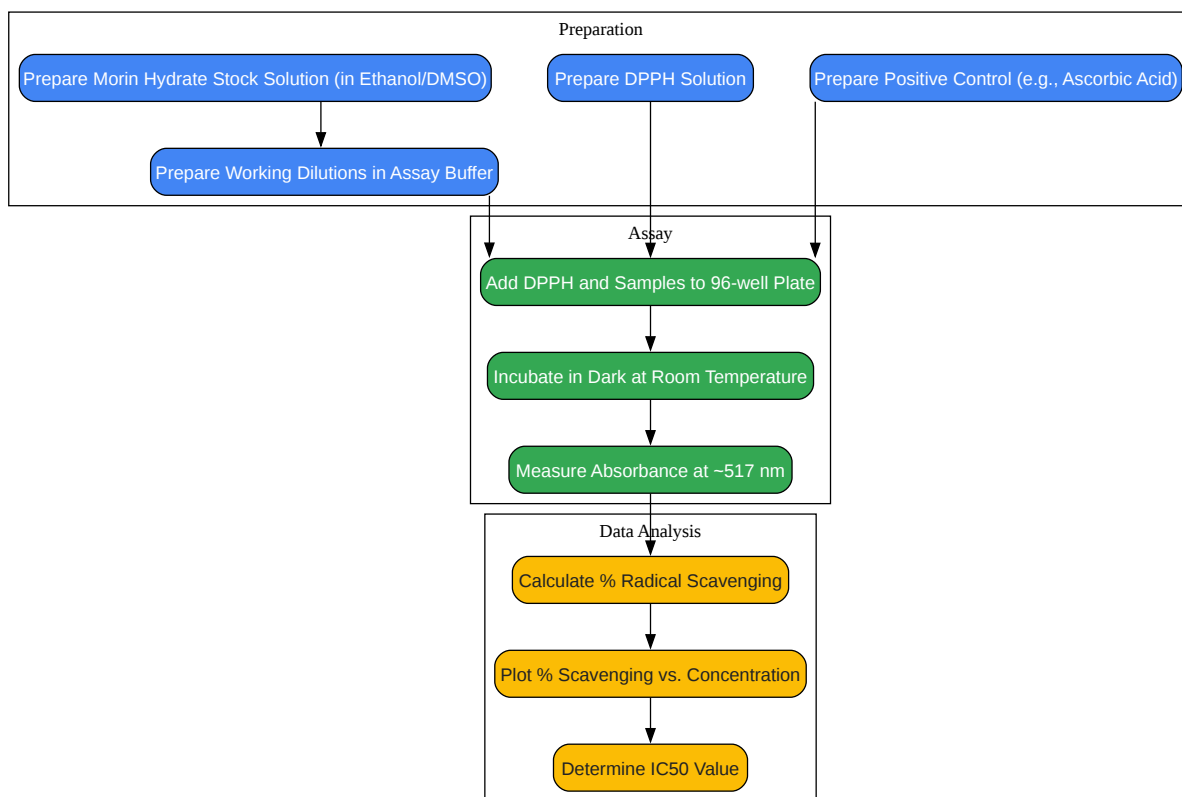 Preparation
Prepare Morin Hydrate Stock Solution (in Ethanol/DMSO)
Prepare DPPH Solution
Prepare Positive Control (e.g., Ascorbic Acid)
Prepare Working Dilutions in Assay Buffer
Assay
Add DPPH and Samples to 96-well Plate
Incubate in Dark at Room Temperature
Measure Absorbance at ~517 nm
Data Analysis
Calculate % Radical Scavenging
Plot % Scavenging vs. Concentration
Determine IC50 Value